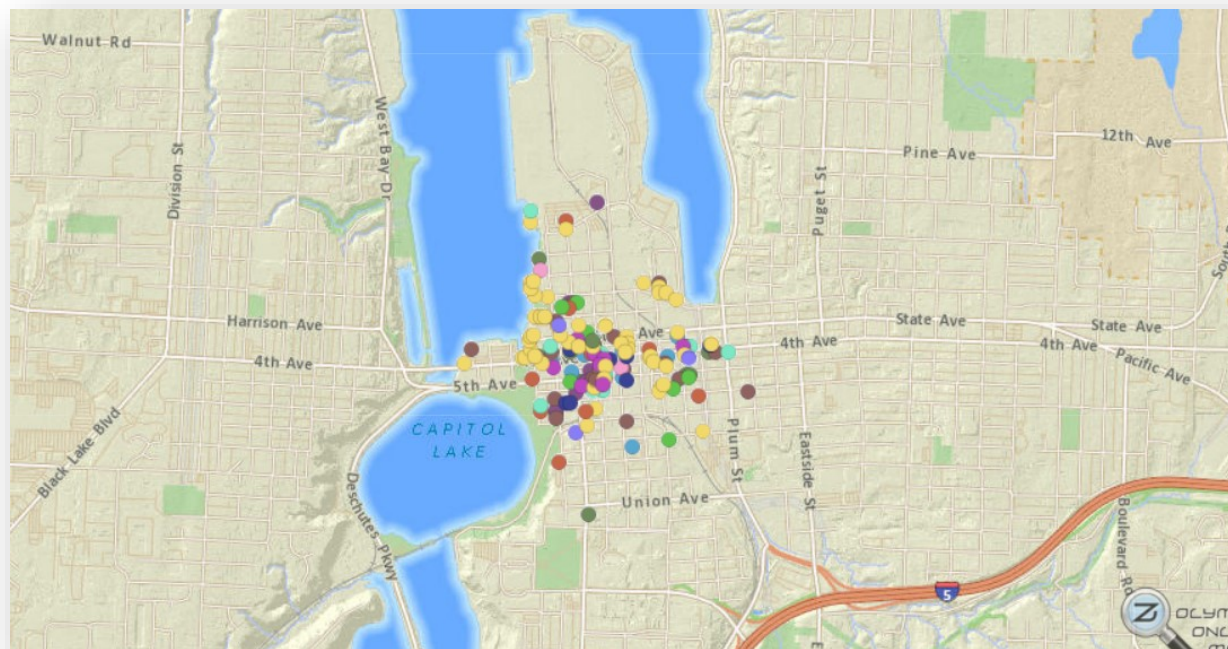 Walnut Rd
12th Ave
Pine Ave
West Bay Dr
Division St
Puget St
Harrison Ave
Ave
State Ave
State Ave
4th Ave
4th Ave
4th Ave
Pacific Ave
5th Ave
CAPITOL
LAKE
Black Lake Blvd
Plum St
Eastside St
Deschutes Pkwy
Union Ave
Boulevard Rd
5
Z